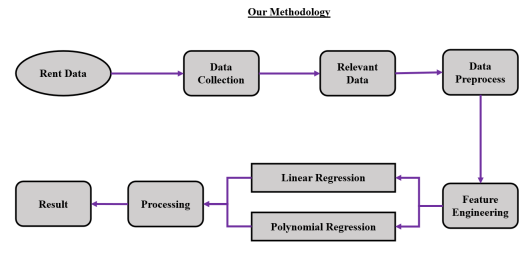 Our Methodology
Rent Data
Data
Collection
Relevant
Data
Data
Preprocess
Feature
Engineering
Linear Regression
Polynomial Regression
Processing
Result